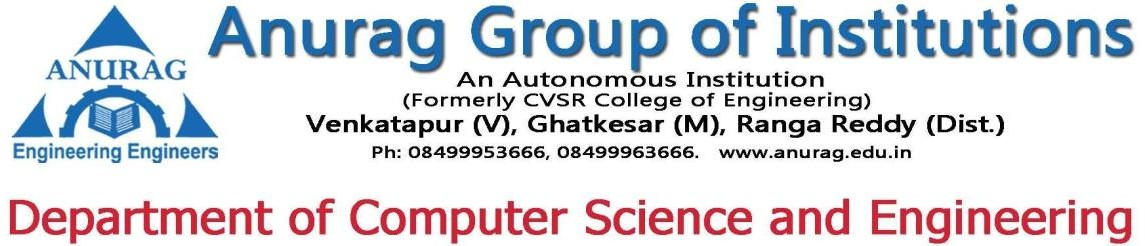 Anurag Group of Institutions
ANURAG
Engineering Engineers
An Autonomous Institution
(Formerly CVSR College of Engineering)
Venkatapur (V), Ghatkesar (M), Ranga Reddy (Dist.)
Ph: 08499953666, 08499963666. www.anurag.edu.in
Department of Computer Science and Engineering